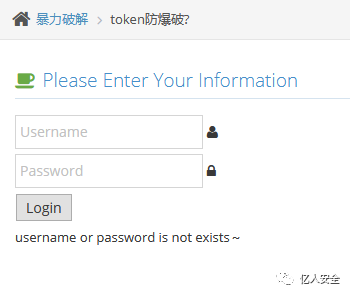 暴力破解 > token防爆破?
Please Enter Your Information
Username
Password
Login
username or password is not exists～
亿人安全